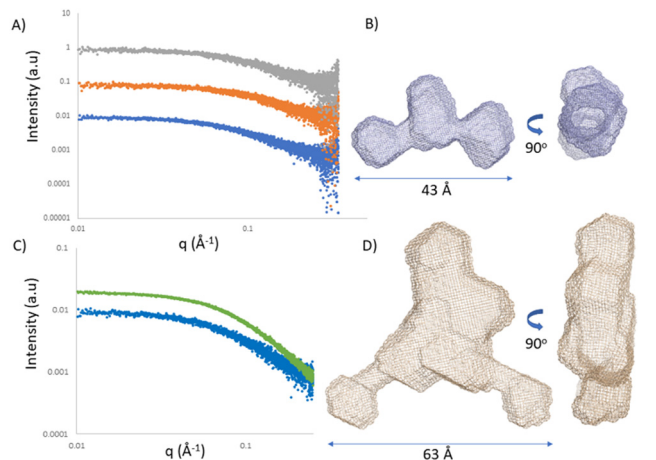 A)
Intensity (a.u)
10
1
0.1
0.01
0.001
0.0001
0.00001
0.01
0.1
q (Å⁻¹)
B)
90°
43 Å
C)
Intensity (a.u)
0.1
0.01
0.001
0.0001
0.01
0.1
q (Å⁻¹)
D)
90°
63 Å